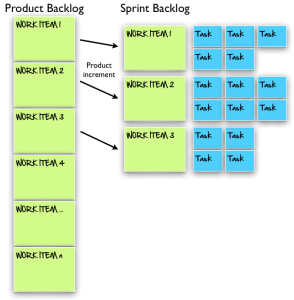 Product Backlog
Sprint Backlog
WORK ITEM 1
WORK ITEM 2
WORK ITEM 3
WORK ITEM 4
WORK ITEM ...
WORK ITEM n
Product
increment
WORK ITEM 1
Task Task Task
Task Task
WORK ITEM 2
Task Task Task
Task Task Task
WORK ITEM 3
Task Task
Task Task